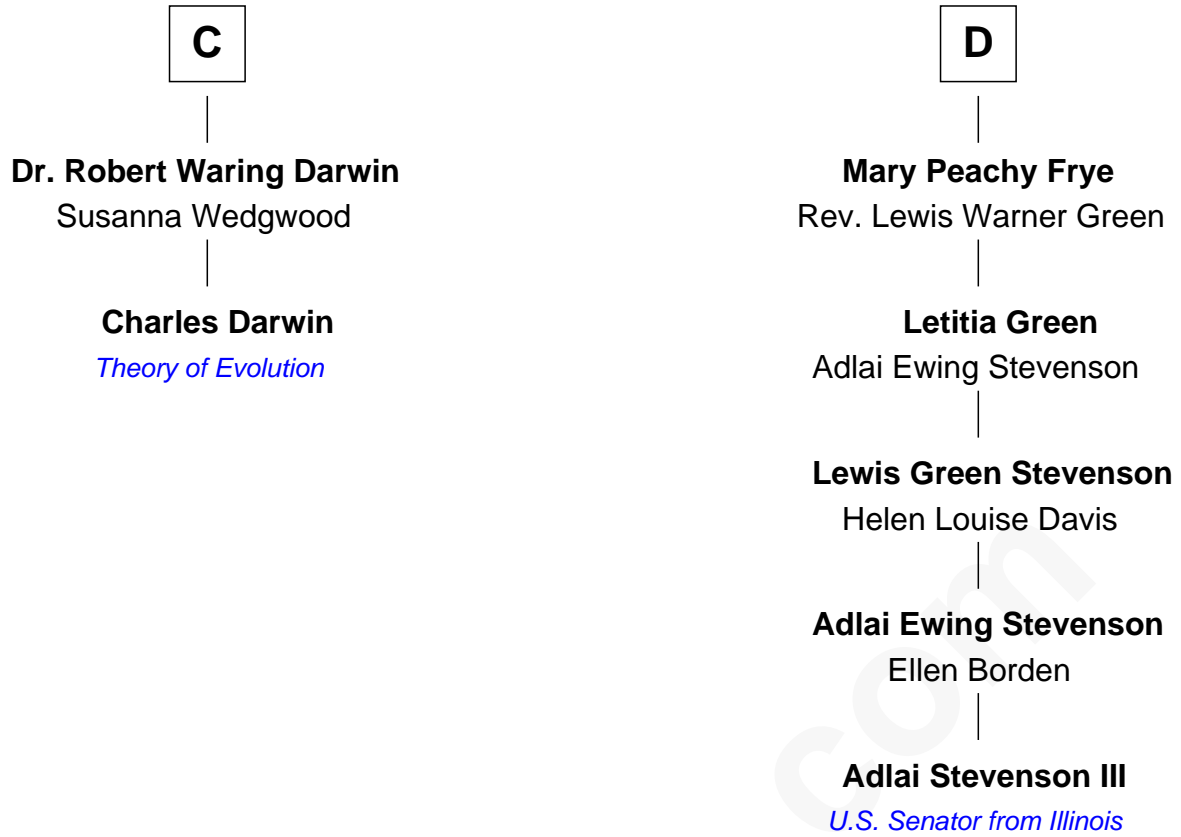 C
Dr. Robert Waring Darwin
Susanna Wedgwood
Charles Darwin
Theory of Evolution
D
Mary Peachy Frye
Rev. Lewis Warner Green
Letitia Green
Adlai Ewing Stevenson
Lewis Green Stevenson
Helen Louise Davis
Adlai Ewing Stevenson
Ellen Borden
Adlai Stevenson III
U.S. Senator from Illinois
com